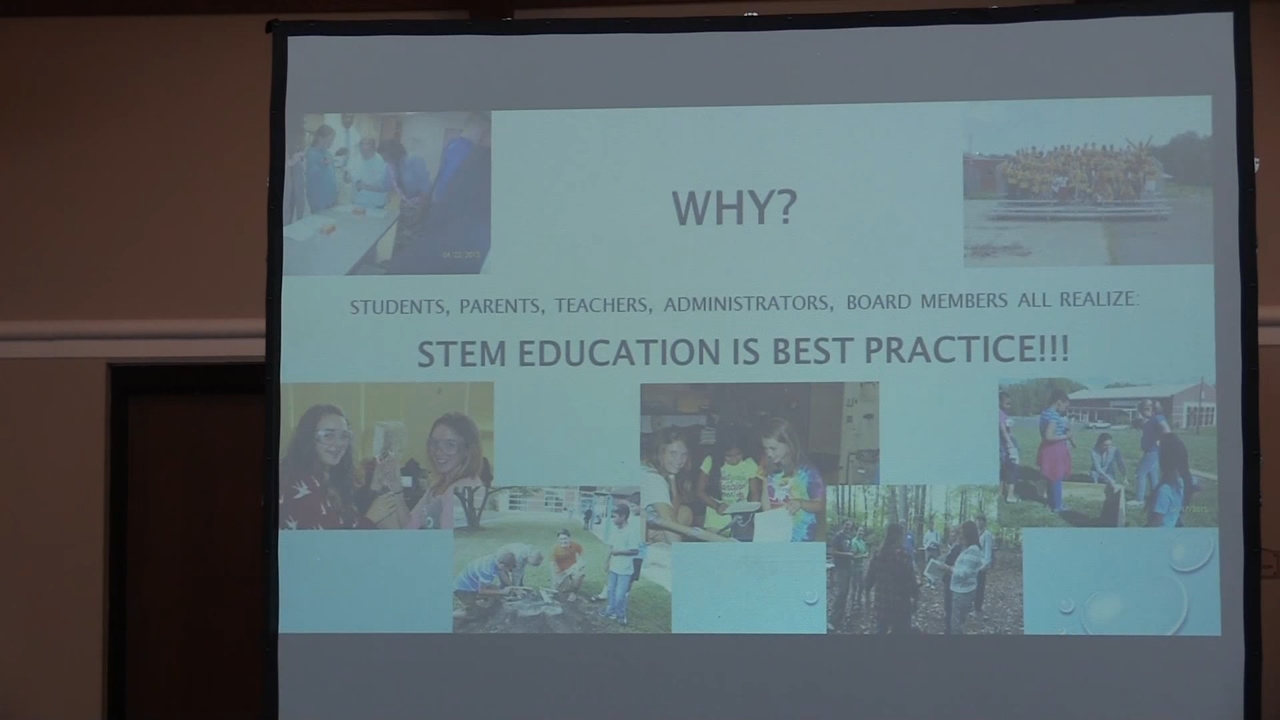 WHY?
STUDENTS, PARENTS, TEACHERS, ADMINISTRATORS, BOARD MEMBERS ALL REALIZE:
STEM EDUCATION IS BEST PRACTICE!!!